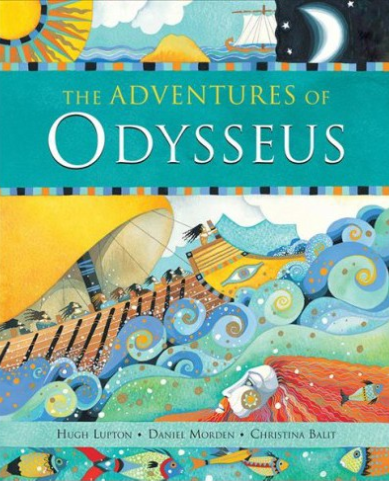 THE ADVENTURES OF
ODYSSEUS
HUGH LUPTON • DANIEL MORDEN • CHRISTINA BALIT